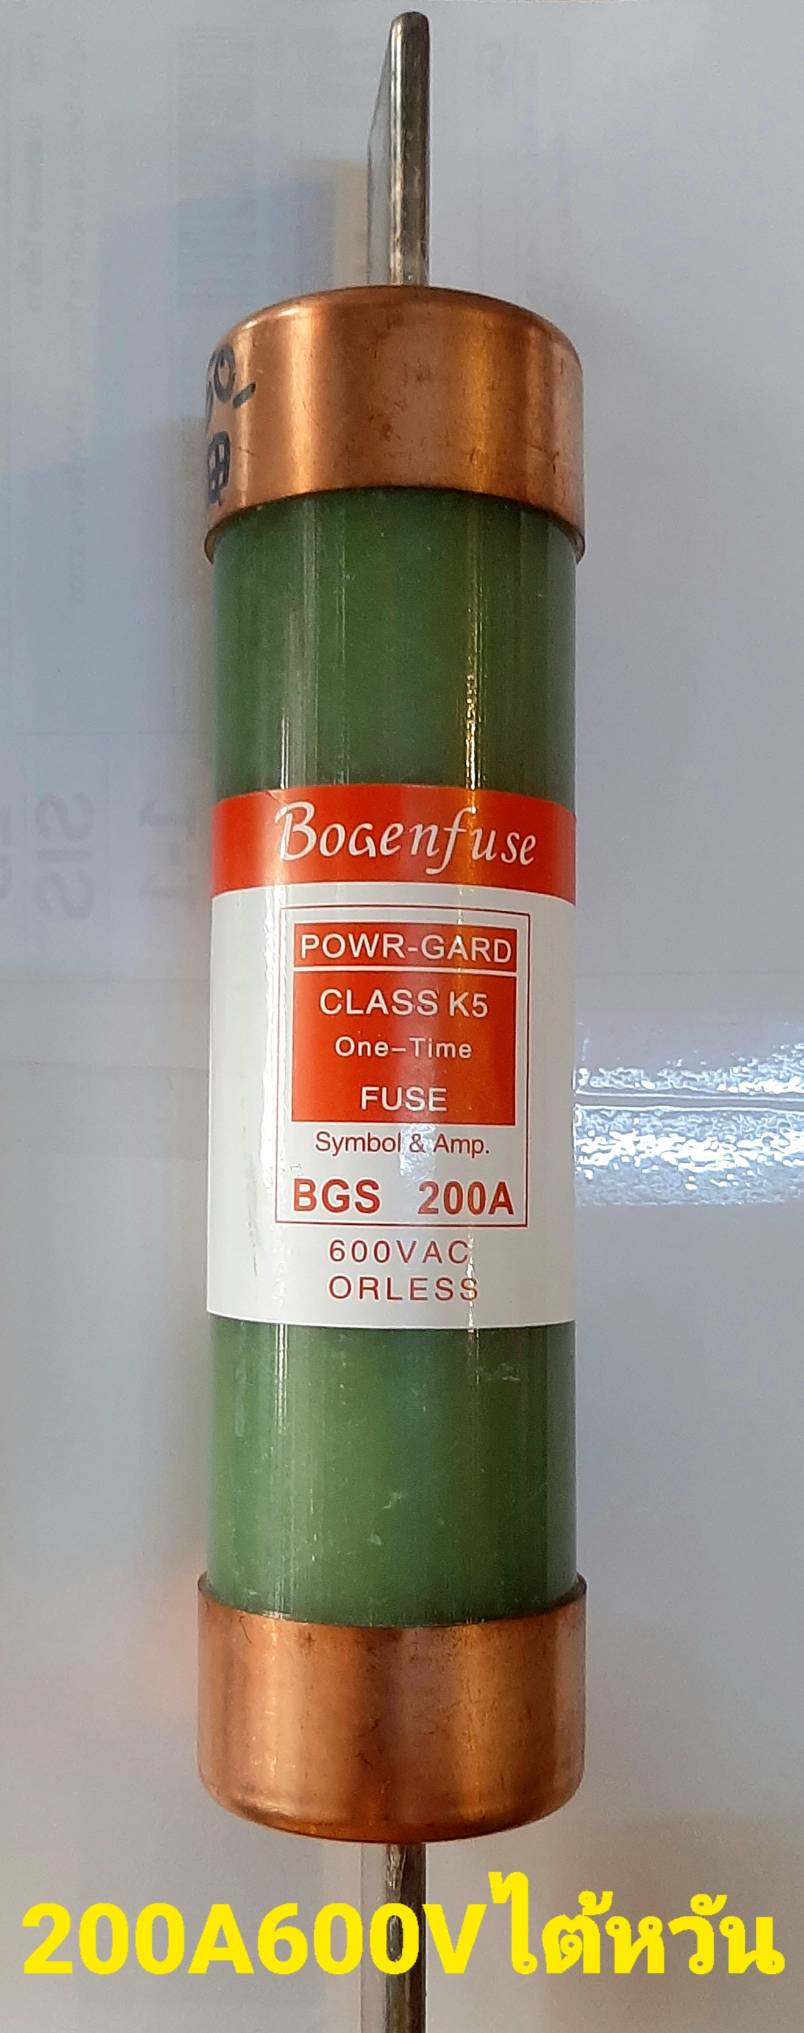 Bogenfuse
POWR-GARD
CLASS K5
One-Time
FUSE
Symbol & Amp.
BGS 200A
600VAC
ORLESS
200A600Vไต้หวัน